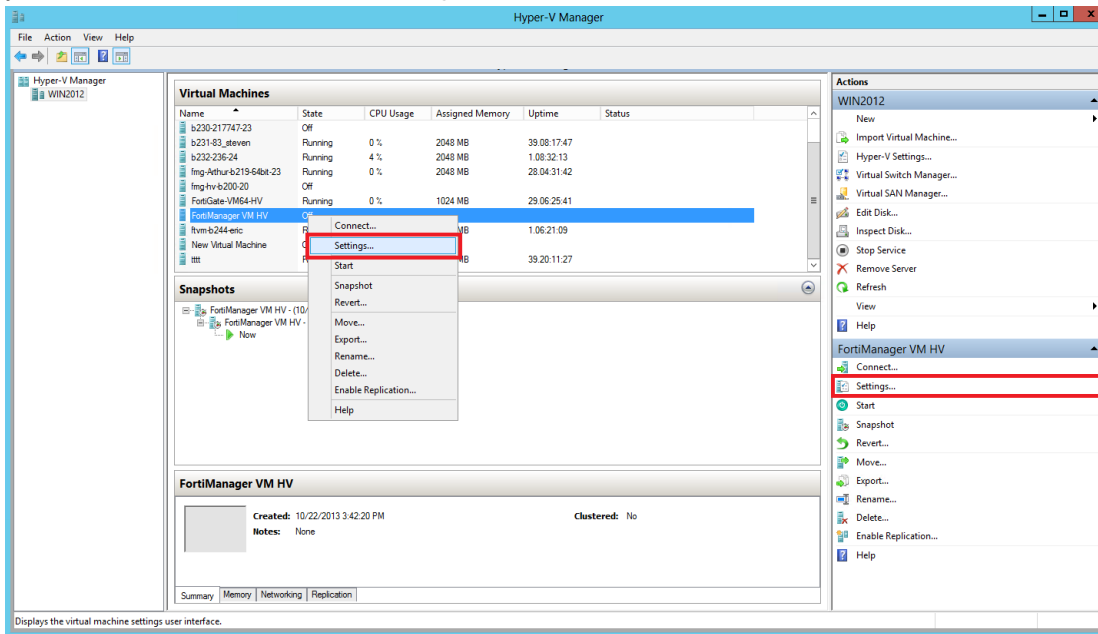 Hyper-V Manager
File Action View Help
Hyper-V Manager
WIN2012
Virtual Machines
Name State CPU Usage Assigned Memory Uptime Status
b230-217747-23 Off
b231-83_steven Running 0 % 2048 MB 39.08:17:47
b232-236-24 Running 4 % 2048 MB 1.08:32:13
fmg-Arthur-b219-64bit-23 Running 0 % 2048 MB 28.04:31:42
fmg-hv-b200-20 Off
FortiGate-VM64-HV Running 0 % 1024 MB 29.06:25:41
FortiManager VM HV
ftvm-b244-eric MB 1.06:21:09
New Virtual Machine
tttt MB 39.20:11:27
Connect...
Settings...
Start
Snapshot
Revert...
Move...
Export...
Rename...
Delete...
Enable Replication...
Help
Snapshots
FortiManager VM HV - (10/
FortiManager VM HV -
Now
FortiManager VM HV
Created: 10/22/2013 3:42:20 PM Clustered: No
Notes: None
Summary Memory Networking Replication
Actions
WIN2012
New
Import Virtual Machine...
Hyper-V Settings...
Virtual Switch Manager...
Virtual SAN Manager...
Edit Disk...
Inspect Disk...
Stop Service
Remove Server
Refresh
View
Help
FortiManager VM HV
Connect...
Settings...
Start
Snapshot
Revert...
Move...
Export...
Rename...
Delete...
Enable Replication...
Help
Displays the virtual machine settings user interface.